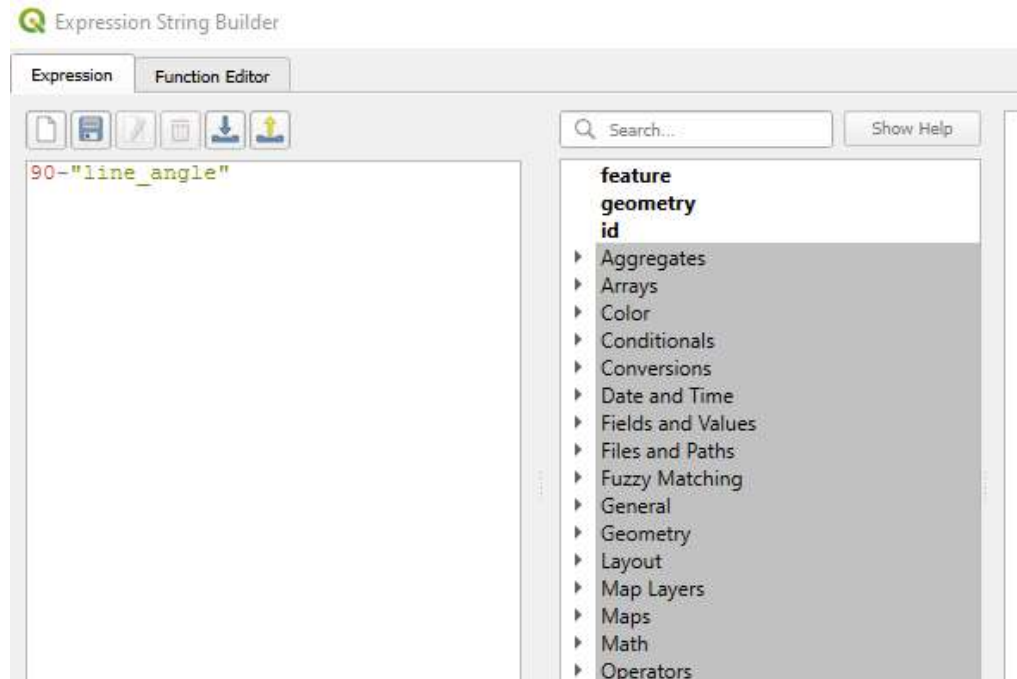 Expression String Builder
Expression
Function Editor
Search...
Show Help
90-"line_angle"
feature
geometry
id
Aggregates
Arrays
Color
Conditionals
Conversions
Date and Time
Fields and Values
Files and Paths
Fuzzy Matching
General
Geometry
Layout
Map Layers
Maps
Math
Operators